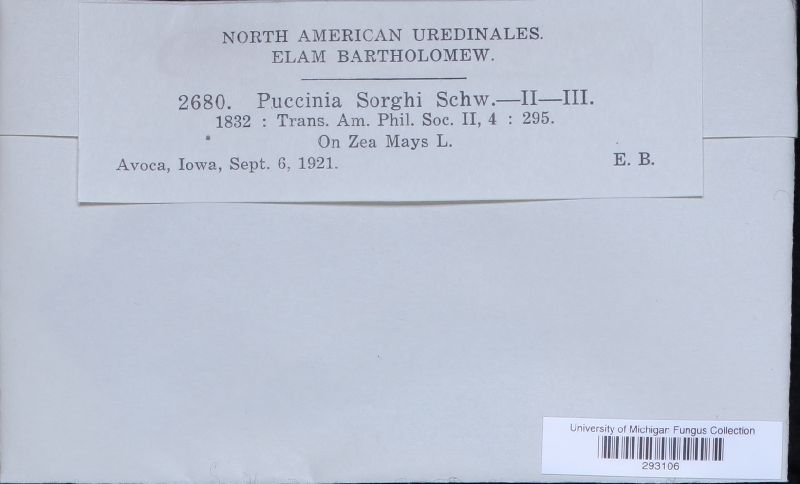 NORTH AMERICAN UREDINALES.
ELAM BARTHOLOMEW.
2680. Puccinia Sorghi Schw.—II—III.
1832 : Trans. Am. Phil. Soc. II, 4 : 295.
On Zea Mays L.
Avoca, Iowa, Sept. 6, 1921. E. B.
University of Michigan Fungus Collection
293106